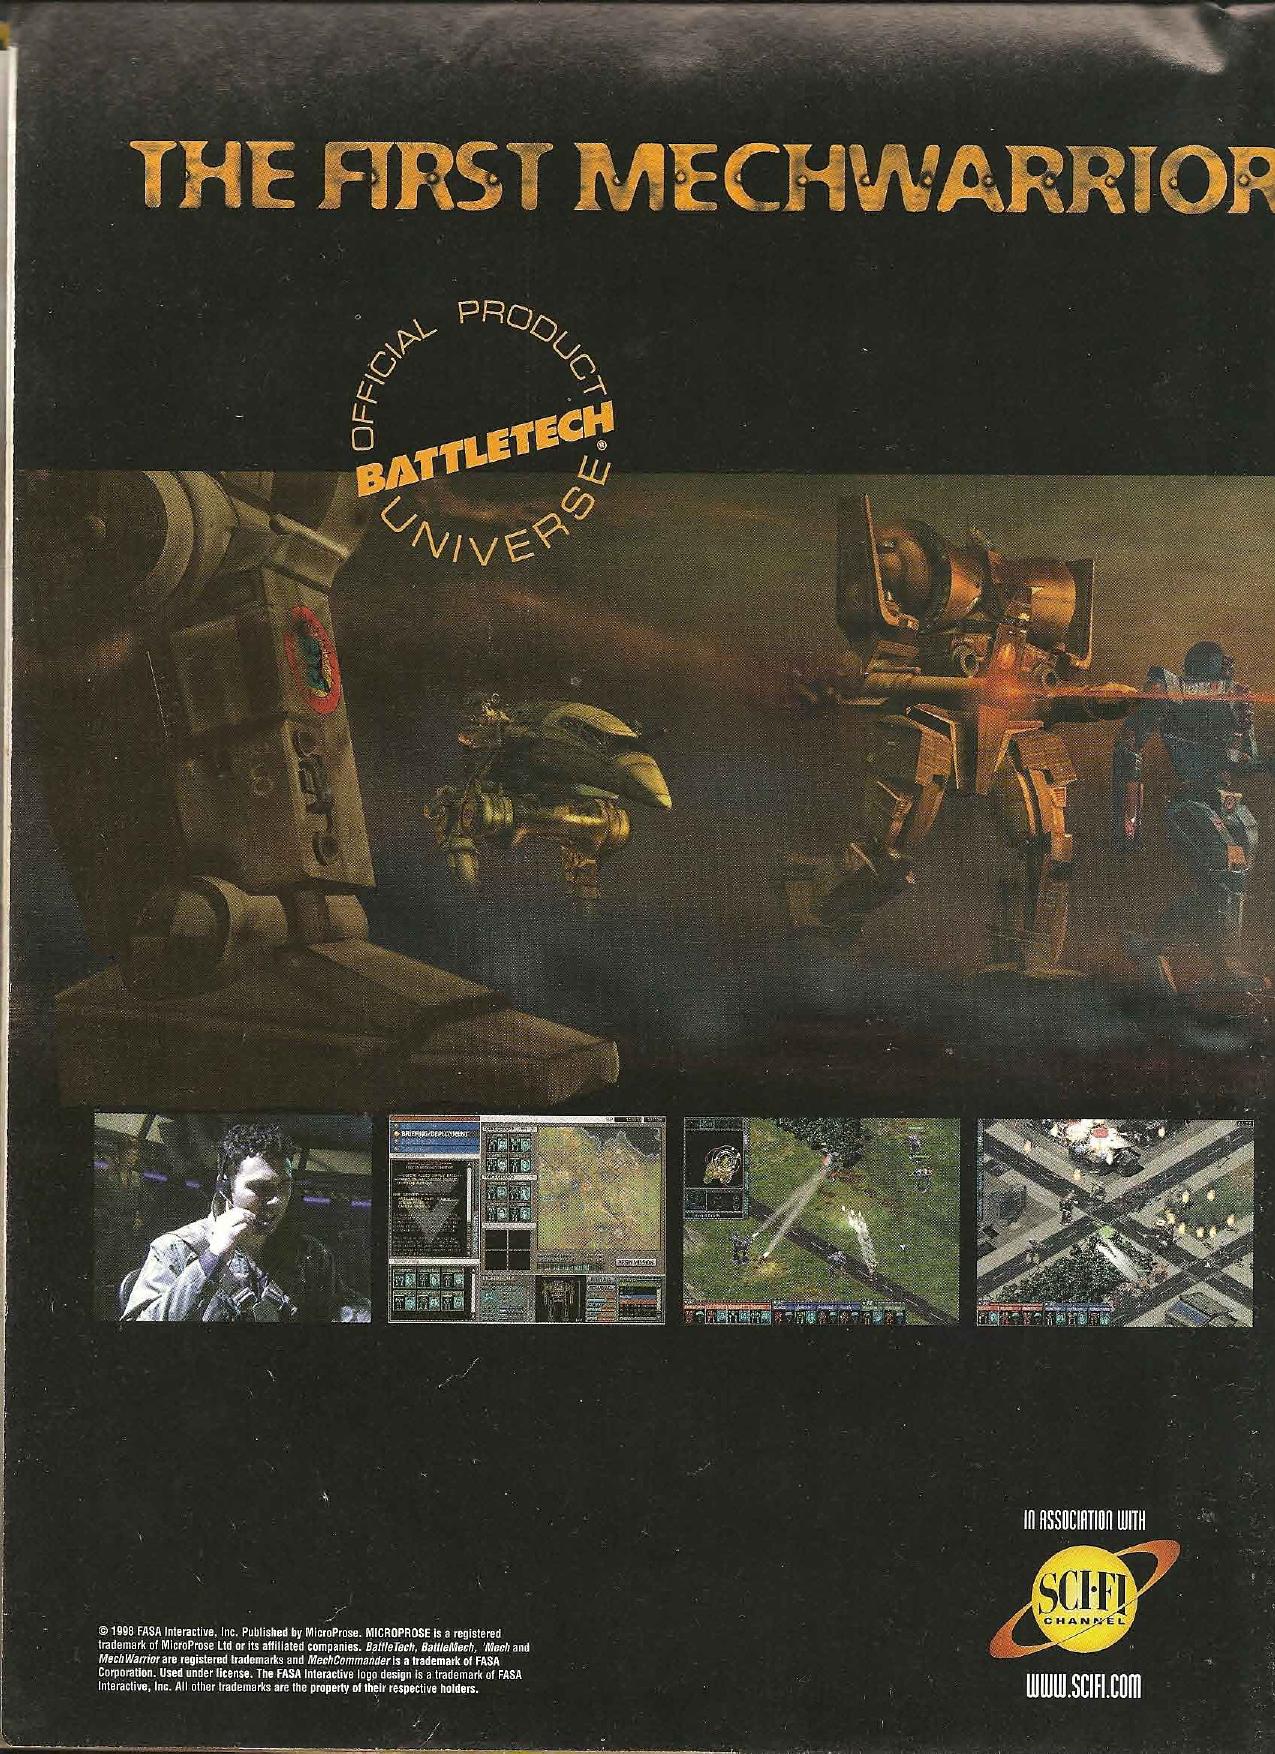 THE FIRST MECHWARRIOR
OFFICIAL PRODUCT
BATTLETECH®
UNIVERSE
BRIEFING/DEPLOYMENT
IN ASSOCIATION WITH
SCI-FI
CHANNEL
WWW.SCIFI.COM
© 1998 FASA Interactive, Inc. Published by MicroProse. MICROPROSE is a registered
trademark of MicroProse Ltd or its affiliated companies. BattleTech, BattleMech, 'Mech and
MechWarrior are registered trademarks and MechCommander is a trademark of FASA
Corporation. Used under license. The FASA Interactive logo design is a trademark of FASA
Interactive, Inc. All other trademarks are the property of their respective holders.